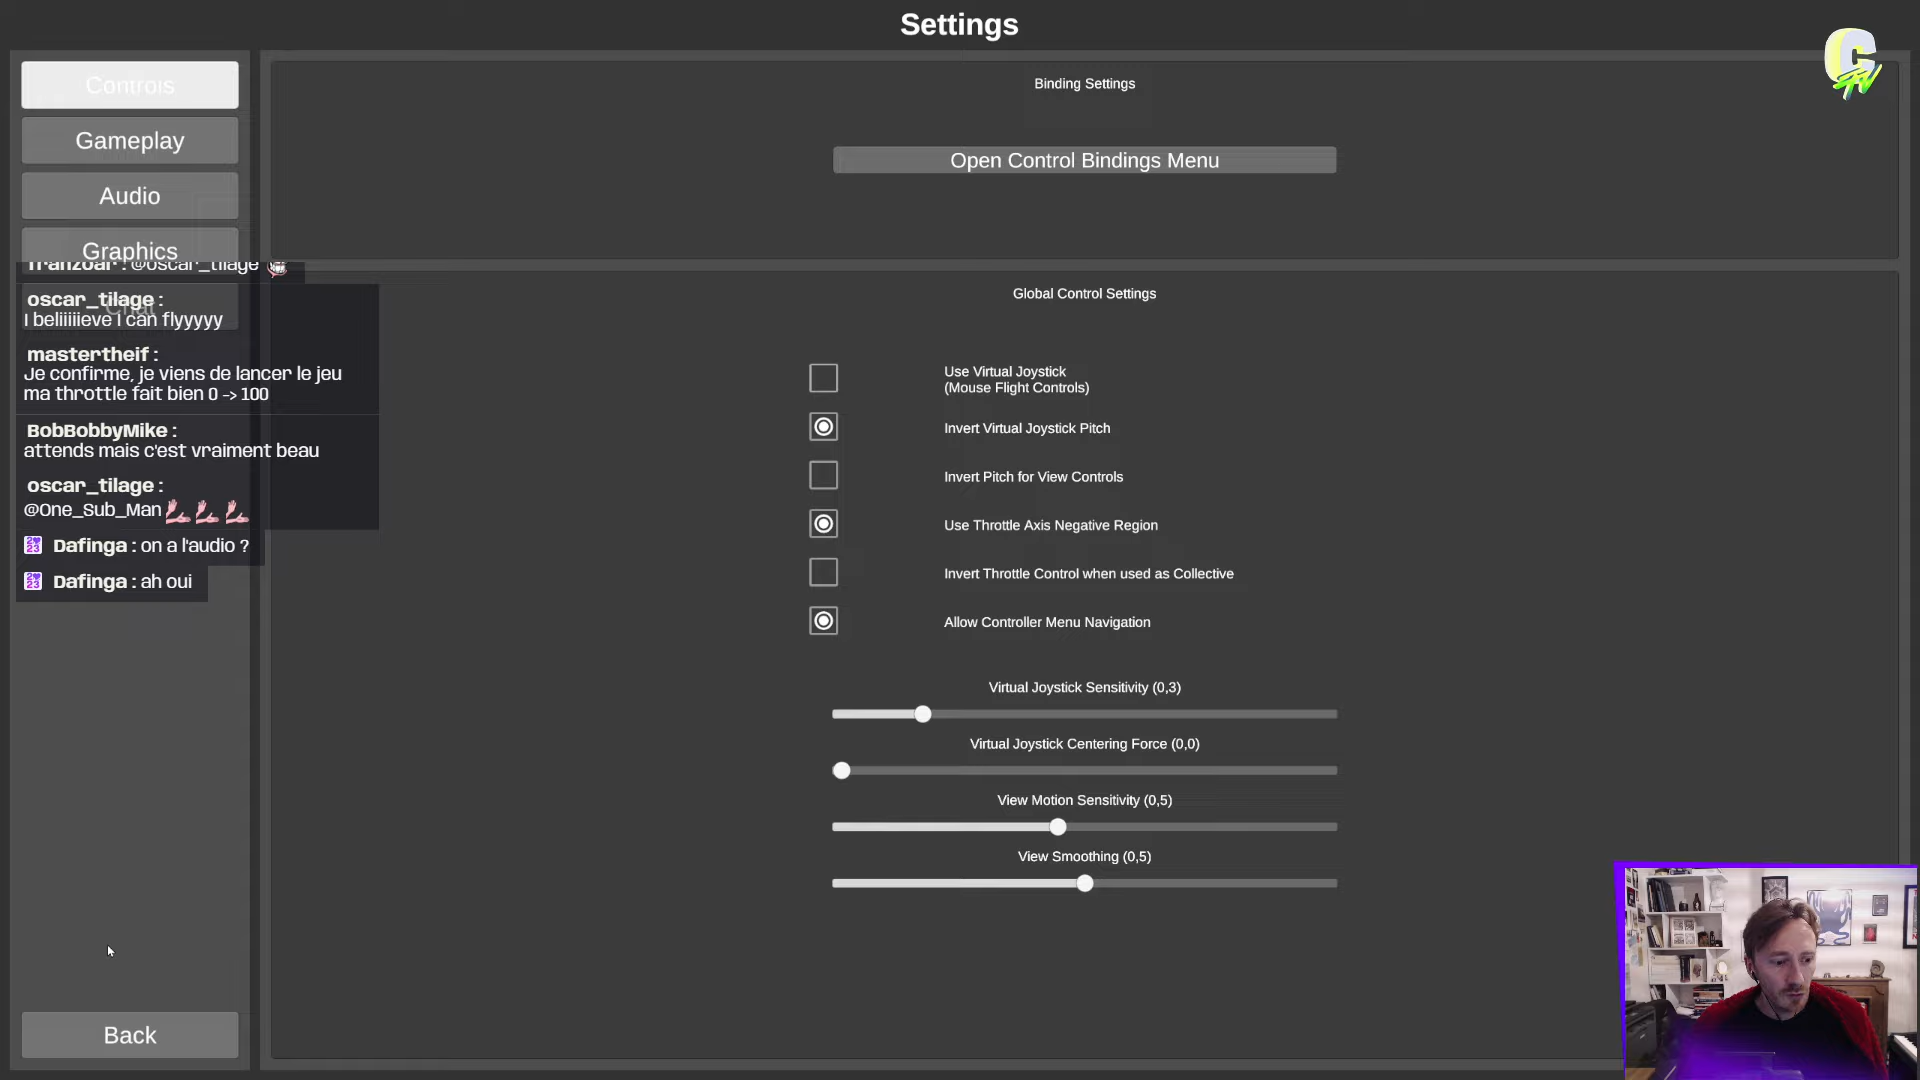 Settings
Controls
Gameplay
Audio
Graphics
Chat
Back
Franzoar : @oscar_tilage
oscar_tilage :
I beliiiiieve I can flyyyyy
mastertheif :
Je confirme, je viens de lancer le jeu
ma throttle fait bien 0 -> 100
BobBobbyMike :
attends mais c'est vraiment beau
oscar_tilage :
@One_Sub_Man
Dafinga : on a l'audio ?
Dafinga : ah oui
Binding Settings
Open Control Bindings Menu
Global Control Settings
Use Virtual Joystick
(Mouse Flight Controls)
Invert Virtual Joystick Pitch
Invert Pitch for View Controls
Use Throttle Axis Negative Region
Invert Throttle Control when used as Collective
Allow Controller Menu Navigation
Virtual Joystick Sensitivity (0,3)
Virtual Joystick Centering Force (0,0)
View Motion Sensitivity (0,5)
View Smoothing (0,5)
C
TV